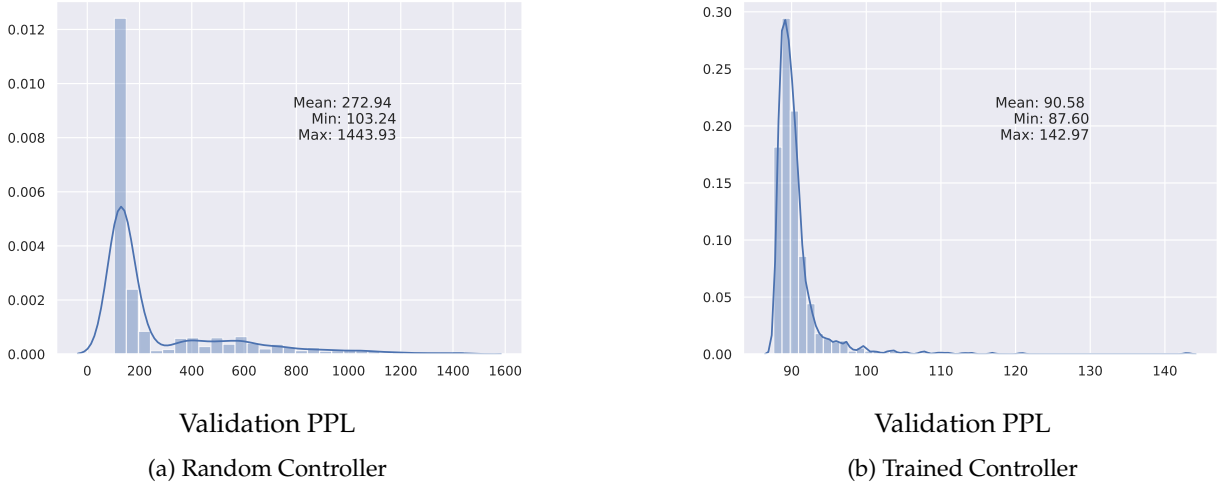 0.012
0.010
0.008
0.006
0.004
0.002
0.000
Mean: 272.94
Min: 103.24
Max: 1443.93
0 200 400 600 800 1000 1200 1400 1600
Validation PPL
(a) Random Controller
0.30
0.25
0.20
0.15
0.10
0.05
0.00
Mean: 90.58
Min: 87.60
Max: 142.97
90 100 110 120 130 140
Validation PPL
(b) Trained Controller